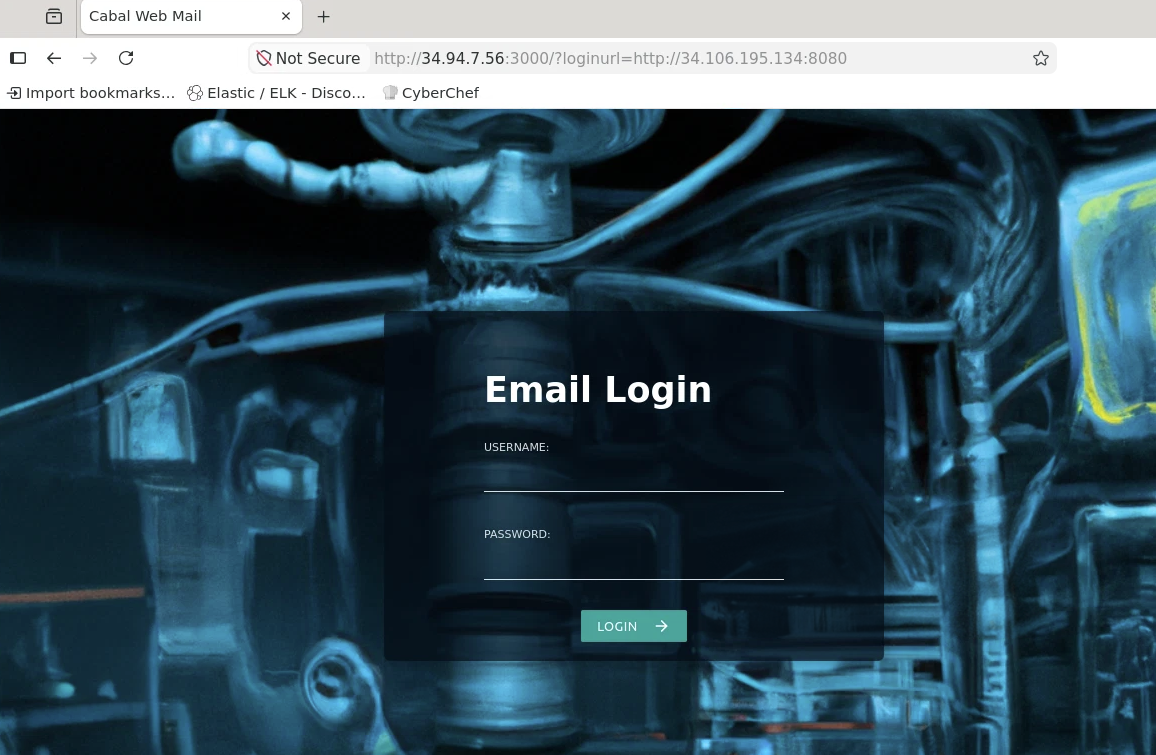 Cabal Web Mail
Not Secure http://34.94.7.56:3000/?loginurl=http://34.106.195.134:8080
Import bookmarks... Elastic / ELK - Disco... CyberChef
Email Login
USERNAME:
PASSWORD:
LOGIN